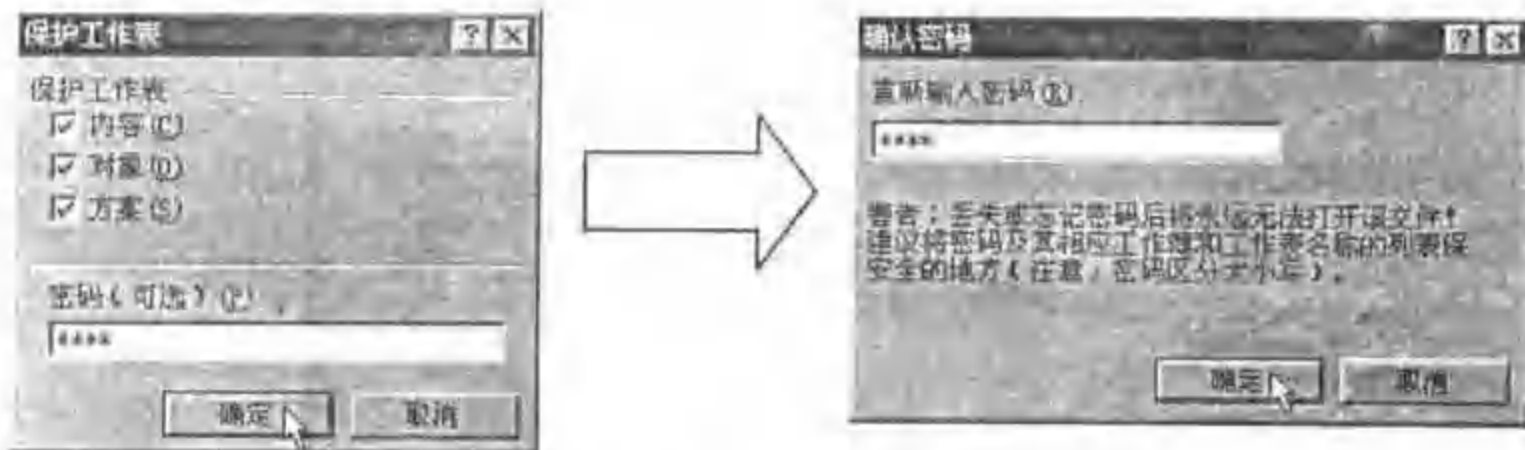 保护工作表
保护工作表
内容(C)
对象(O)
方案(S)
密码(可选)(P):
****
确定
取消
确认密码
重新输入密码(R)
****
警告:丢失或忘记密码后将永远无法打开该文件!
建议将密码及其相应工作簿和工作表名称的列表保
安全的地方(注意,密码区分大小写)。
确定
取消